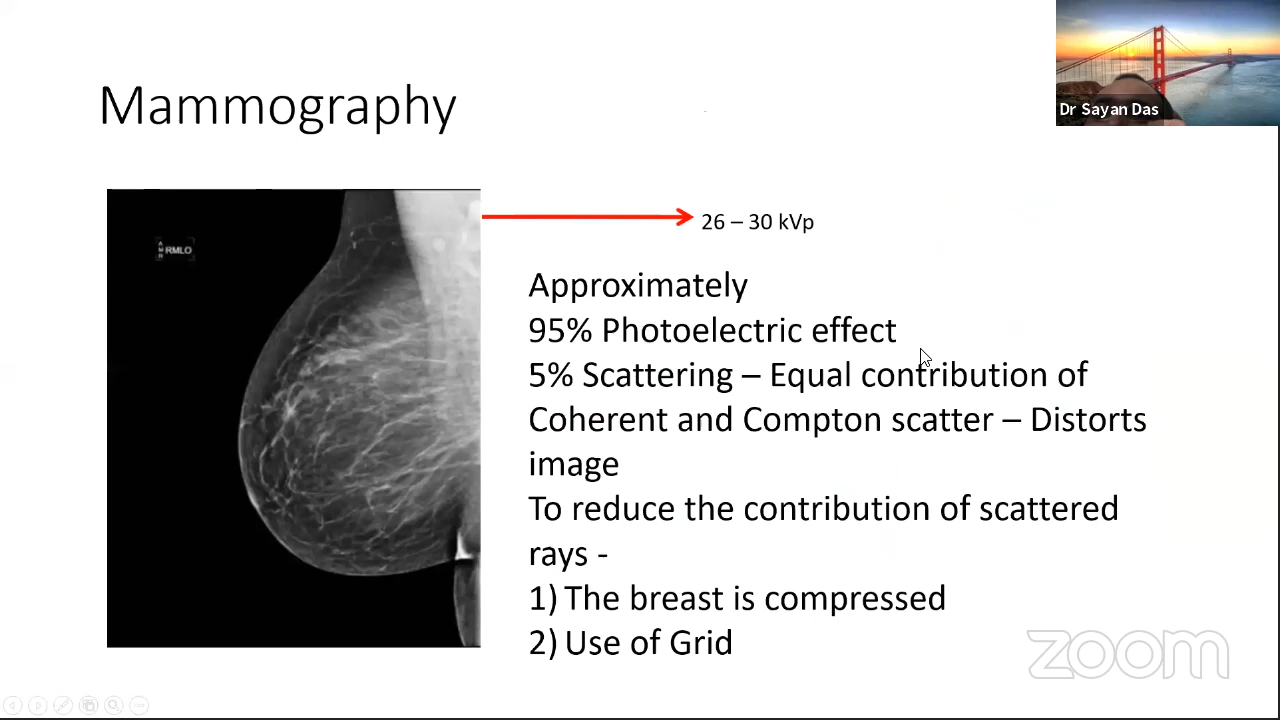 Dr Sayan Das
Mammography
RMLO
26 – 30 kVp
Approximately
95% Photoelectric effect
5% Scattering – Equal contribution of
Coherent and Compton scatter – Distorts
image
To reduce the contribution of scattered
rays -
1) The breast is compressed
2) Use of Grid
zoom